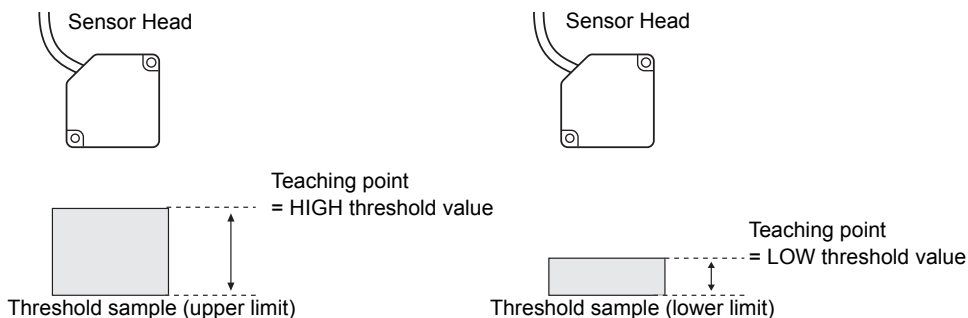 Sensor Head
Teaching point
= HIGH threshold value
Threshold sample (upper limit)
Sensor Head
Teaching point
= LOW threshold value
Threshold sample (lower limit)